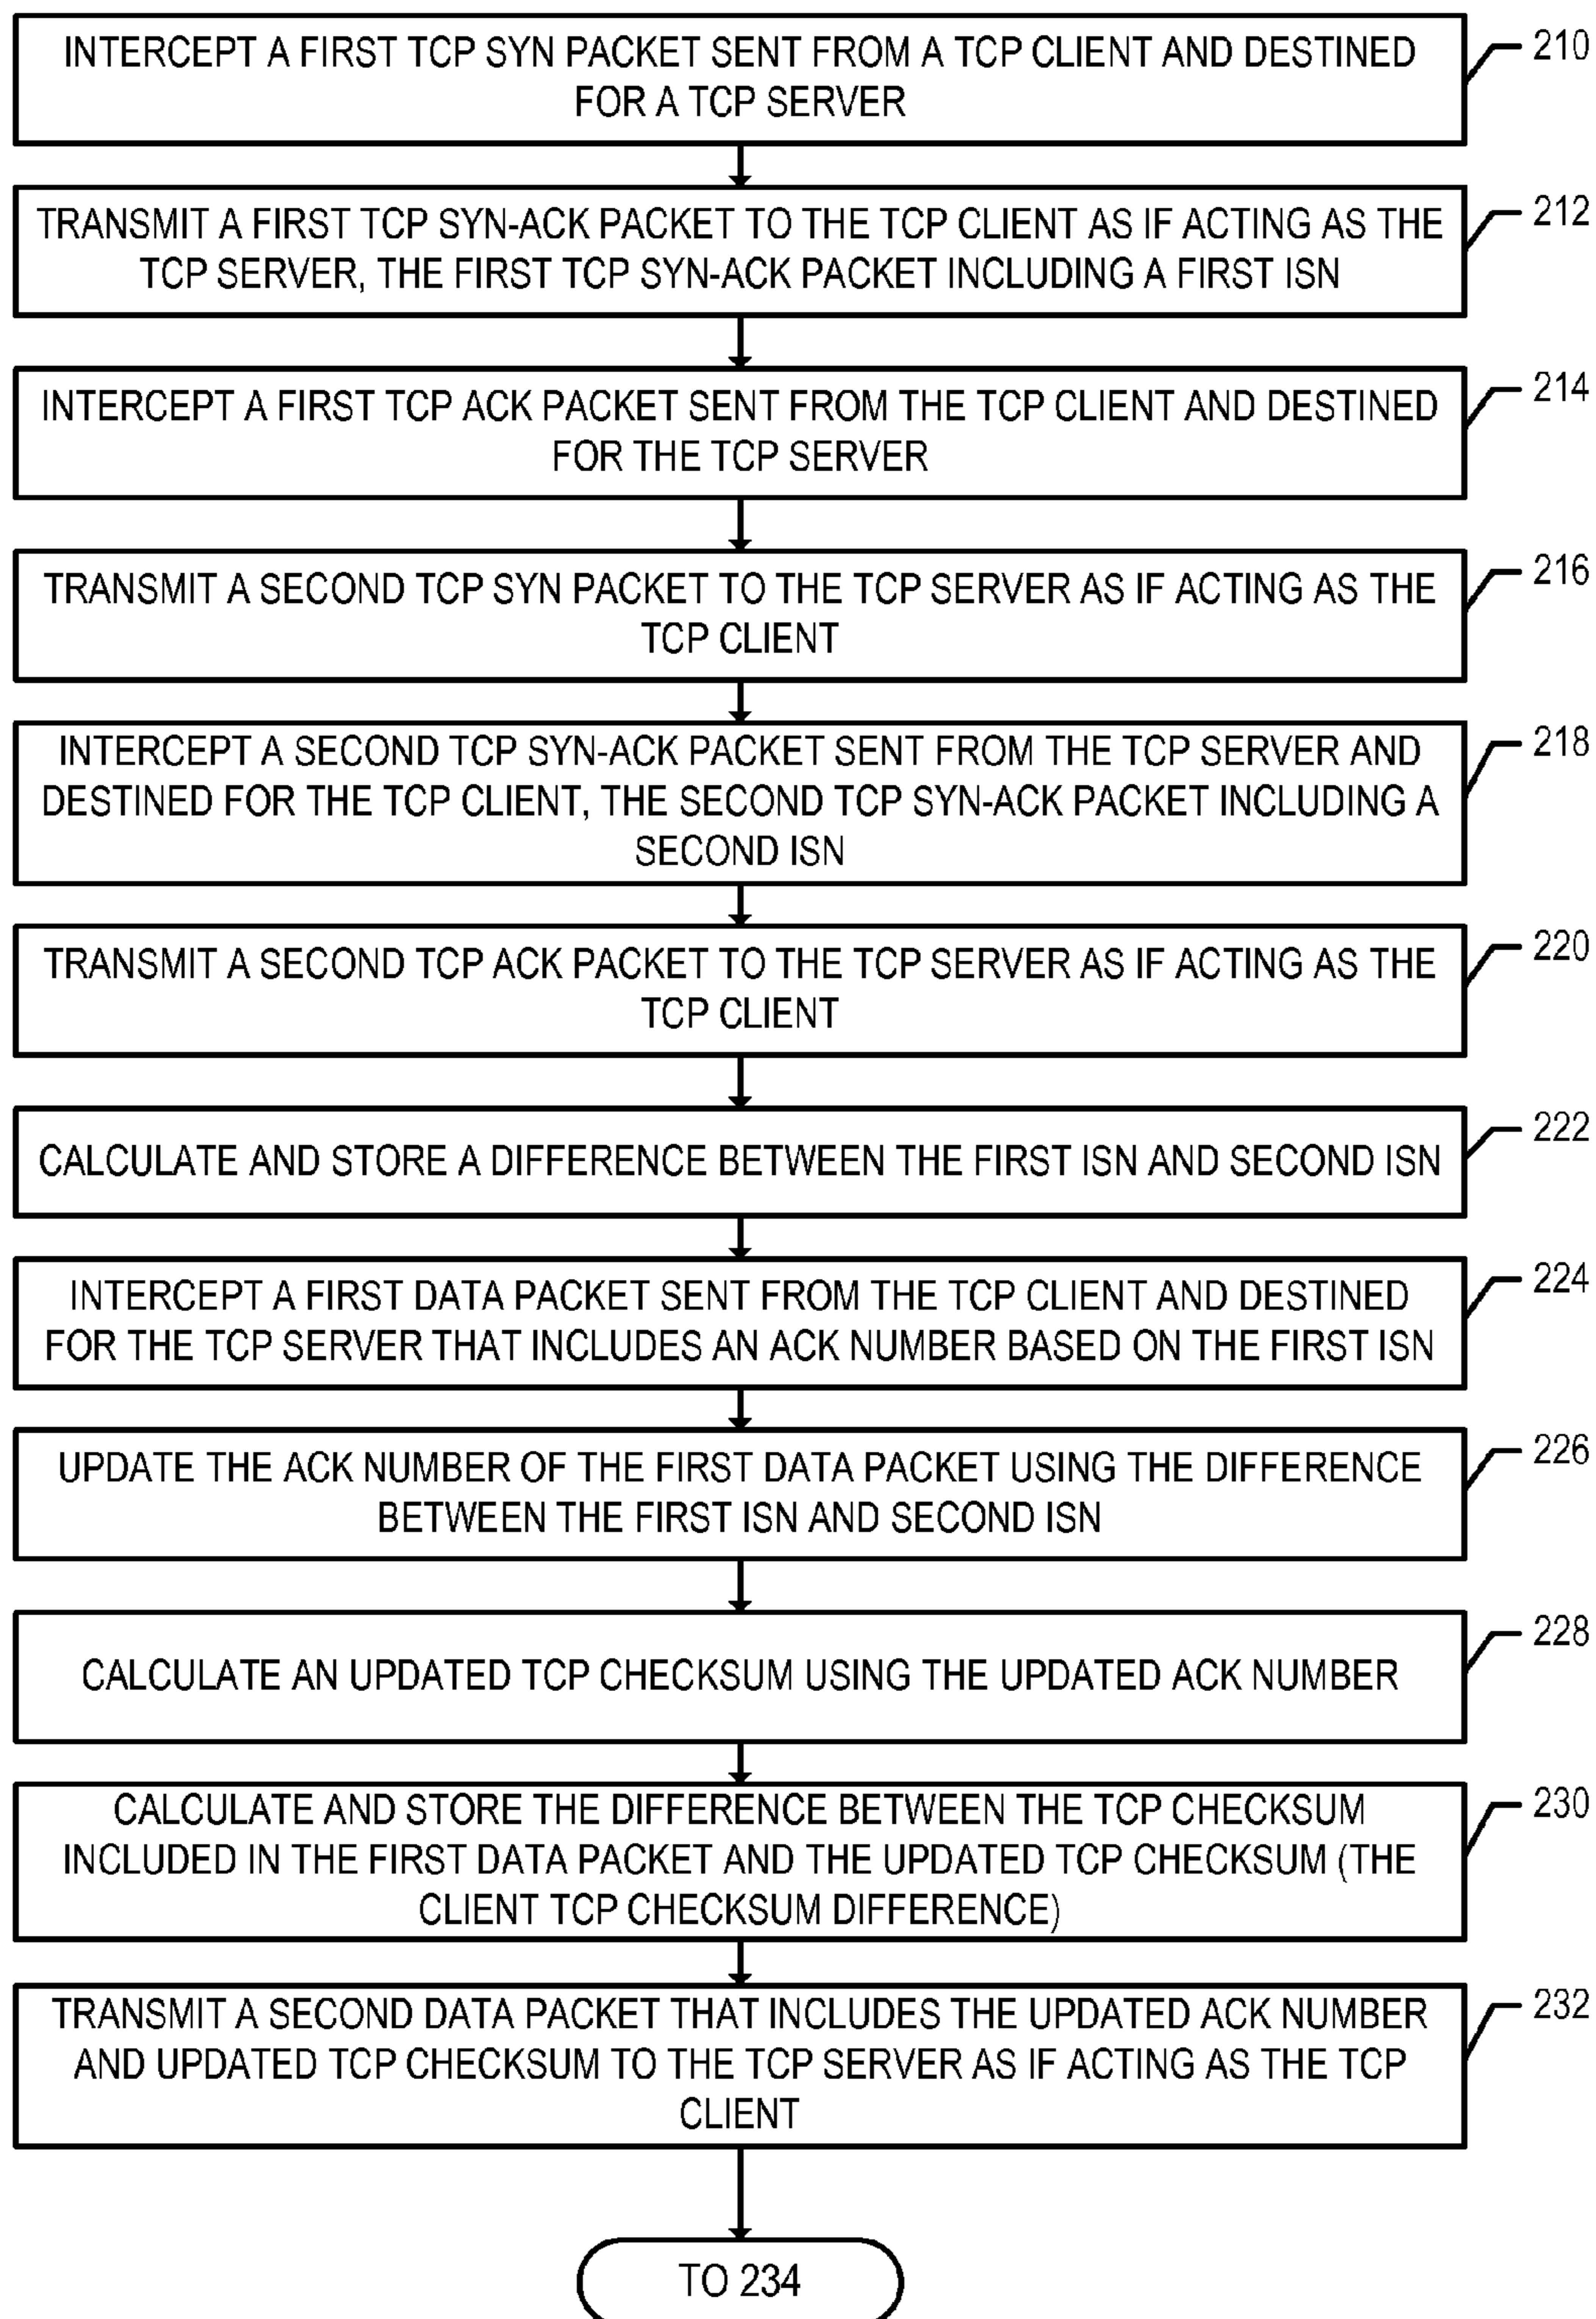 INTERCEPT A FIRST TCP SYN PACKET SENT FROM A TCP CLIENT AND DESTINED
FOR A TCP SERVER
210
TRANSMIT A FIRST TCP SYN-ACK PACKET TO THE TCP CLIENT AS IF ACTING AS THE
TCP SERVER, THE FIRST TCP SYN-ACK PACKET INCLUDING A FIRST ISN
212
INTERCEPT A FIRST TCP ACK PACKET SENT FROM THE TCP CLIENT AND DESTINED
FOR THE TCP SERVER
214
TRANSMIT A SECOND TCP SYN PACKET TO THE TCP SERVER AS IF ACTING AS THE
TCP CLIENT
216
INTERCEPT A SECOND TCP SYN-ACK PACKET SENT FROM THE TCP SERVER AND
DESTINED FOR THE TCP CLIENT, THE SECOND TCP SYN-ACK PACKET INCLUDING A
SECOND ISN
218
TRANSMIT A SECOND TCP ACK PACKET TO THE TCP SERVER AS IF ACTING AS THE
TCP CLIENT
220
CALCULATE AND STORE A DIFFERENCE BETWEEN THE FIRST ISN AND SECOND ISN
222
INTERCEPT A FIRST DATA PACKET SENT FROM THE TCP CLIENT AND DESTINED
FOR THE TCP SERVER THAT INCLUDES AN ACK NUMBER BASED ON THE FIRST ISN
224
UPDATE THE ACK NUMBER OF THE FIRST DATA PACKET USING THE DIFFERENCE
BETWEEN THE FIRST ISN AND SECOND ISN
226
CALCULATE AN UPDATED TCP CHECKSUM USING THE UPDATED ACK NUMBER
228
CALCULATE AND STORE THE DIFFERENCE BETWEEN THE TCP CHECKSUM
INCLUDED IN THE FIRST DATA PACKET AND THE UPDATED TCP CHECKSUM (THE
CLIENT TCP CHECKSUM DIFFERENCE)
230
TRANSMIT A SECOND DATA PACKET THAT INCLUDES THE UPDATED ACK NUMBER
AND UPDATED TCP CHECKSUM TO THE TCP SERVER AS IF ACTING AS THE TCP
CLIENT
232
TO 234